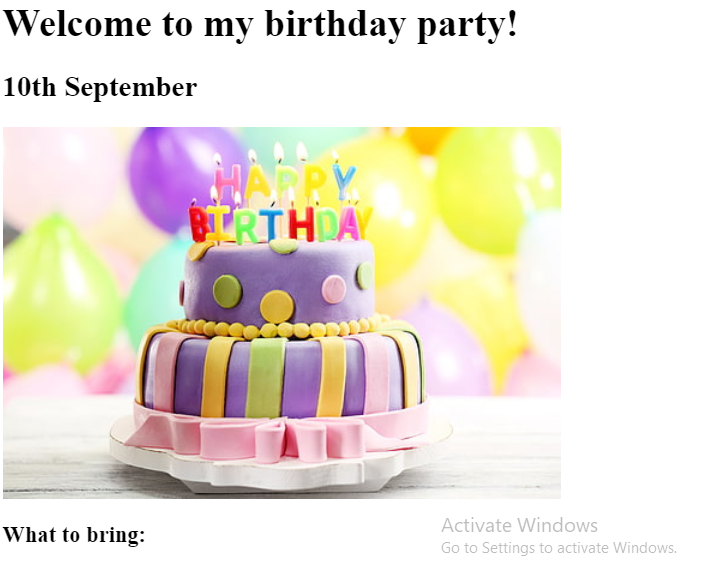 Welcome to my birthday party!
10th September
HAPPY
BIRTHDAY
What to bring:
Activate Windows
Go to Settings to activate Windows.